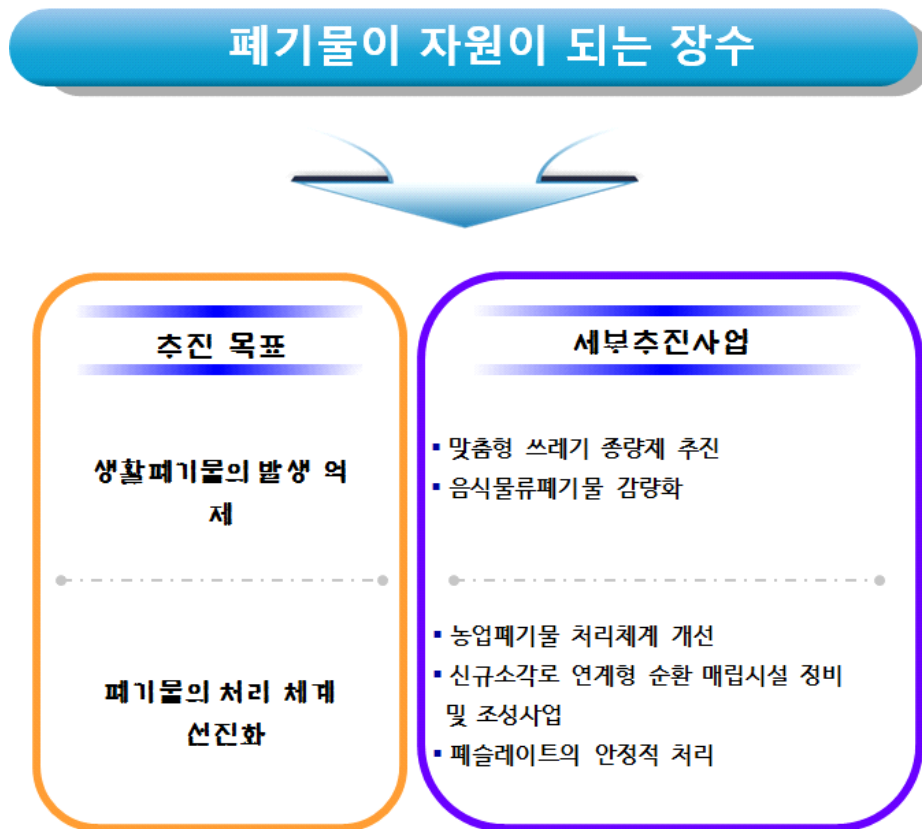 폐기물이 자원이 되는 장수
추진 목표
세부추진사업
생활폐기물의 발생 억
제
▪ 맞춤형 쓰레기 종량제 추진
▪ 음식물류폐기물 감량화
폐기물의 처리 체계
선진화
▪ 농업폐기물 처리체계 개선
▪ 신규소각로 연계형 순환 매립시설 정비
및 조성사업
▪ 폐슬레이트의 안정적 처리